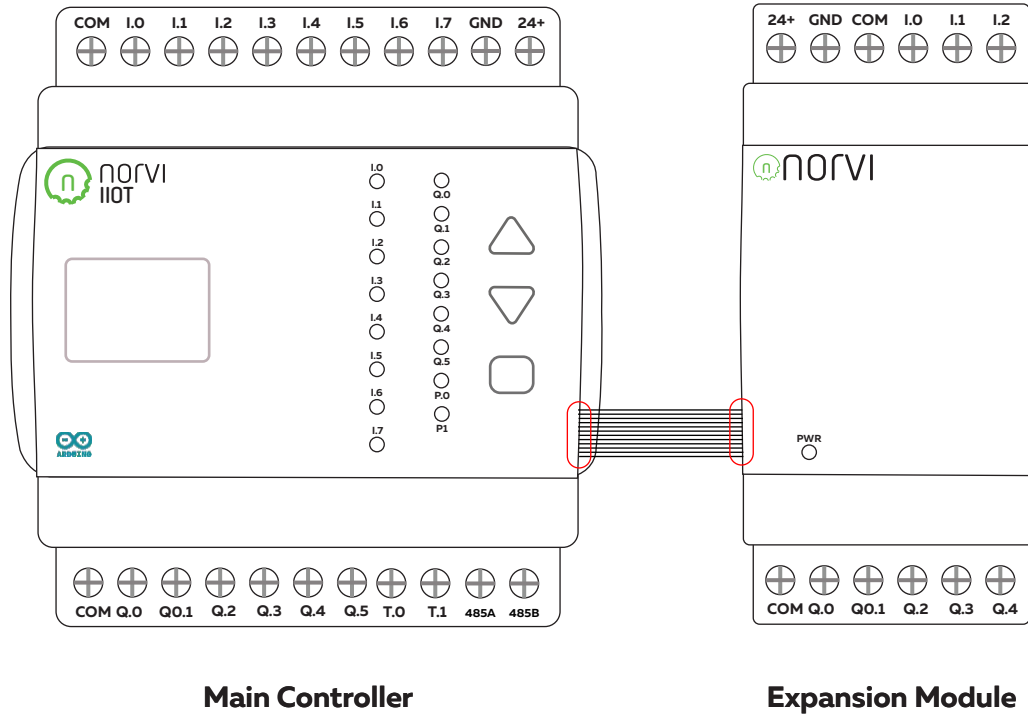 COM I.0 I.1 I.2 I.3 I.4 I.5 I.6 I.7 GND 24+
norvi
IIOT
I.0
I.1
I.2
I.3
I.4
I.5
I.6
I.7
Q.0
Q.1
Q.2
Q.3
Q.4
Q.5
P.0
P1
ARDUINO
COM Q.0 Q0.1 Q.2 Q.3 Q.4 Q.5 T.0 T.1 485A 485B
Main Controller
24+ GND COM I.0 I.1 I.2
norvi
PWR
COM Q.0 Q0.1 Q.2 Q.3 Q.4
Expansion Module